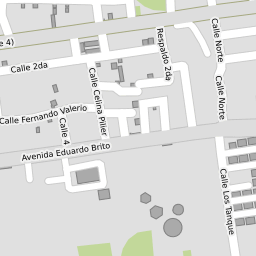 4)
Calle 2da
Respaldo 2da
Calle Norte
Calle Celina Pilier
Calle Norte
Calle Fernando Valerio
Calle 4
Avenida Eduardo Brito
Calle Los Tanque